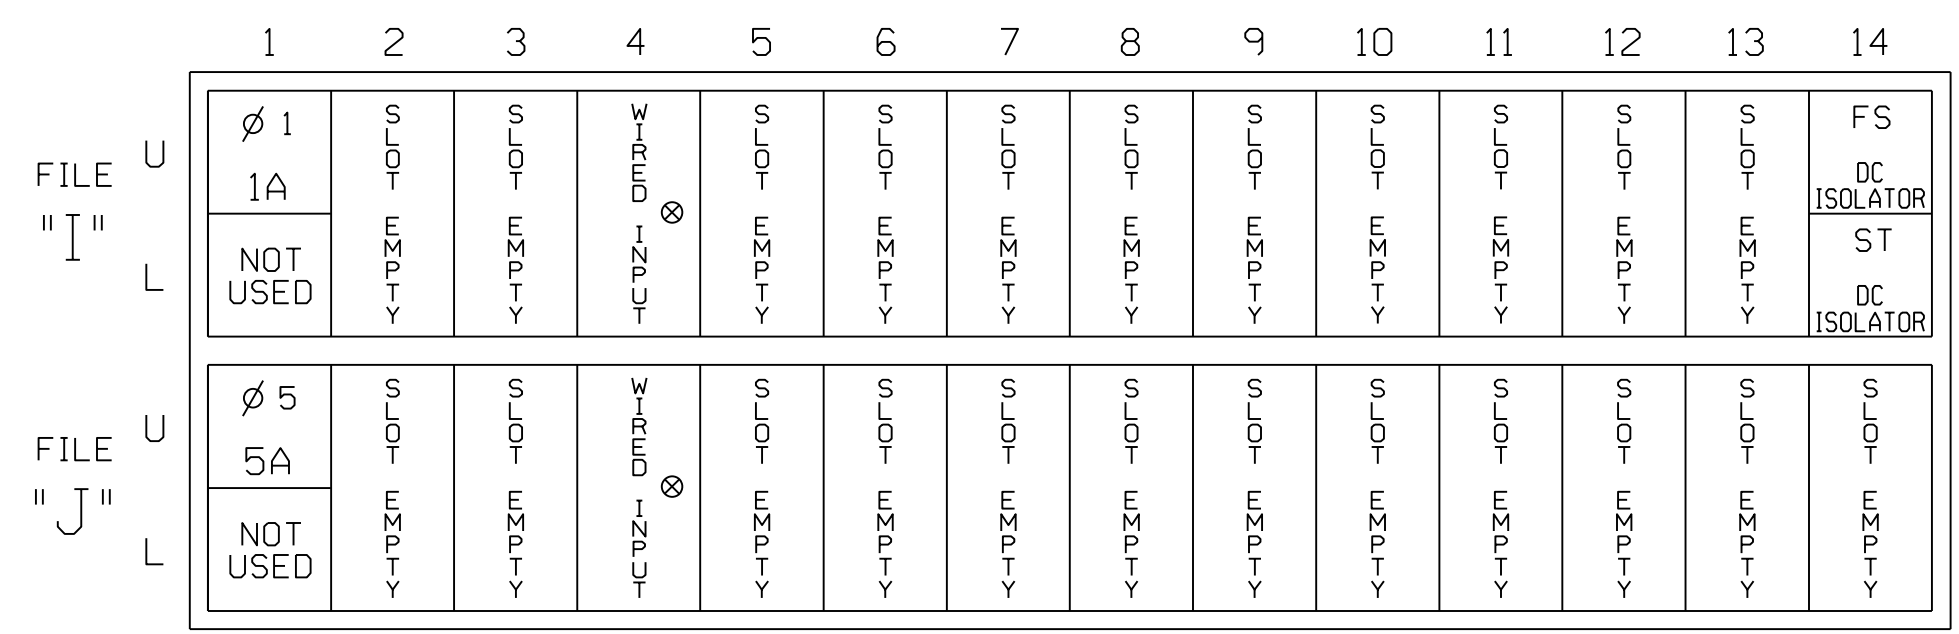 1 2 3 4 5 6 7 8 9 10 11 12 13 14
FILE
"I"
U
L
Ø 1
1A
NOT
USED
SLOT EMPTY
SLOT EMPTY
WIRED INPUT ⊗
SLOT EMPTY
SLOT EMPTY
SLOT EMPTY
SLOT EMPTY
SLOT EMPTY
SLOT EMPTY
SLOT EMPTY
SLOT EMPTY
SLOT EMPTY
FS
DC
ISOLATOR
ST
DC
ISOLATOR
FILE
"J"
U
L
Ø 5
5A
NOT
USED
SLOT EMPTY
SLOT EMPTY
WIRED INPUT ⊗
SLOT EMPTY
SLOT EMPTY
SLOT EMPTY
SLOT EMPTY
SLOT EMPTY
SLOT EMPTY
SLOT EMPTY
SLOT EMPTY
SLOT EMPTY
SLOT EMPTY